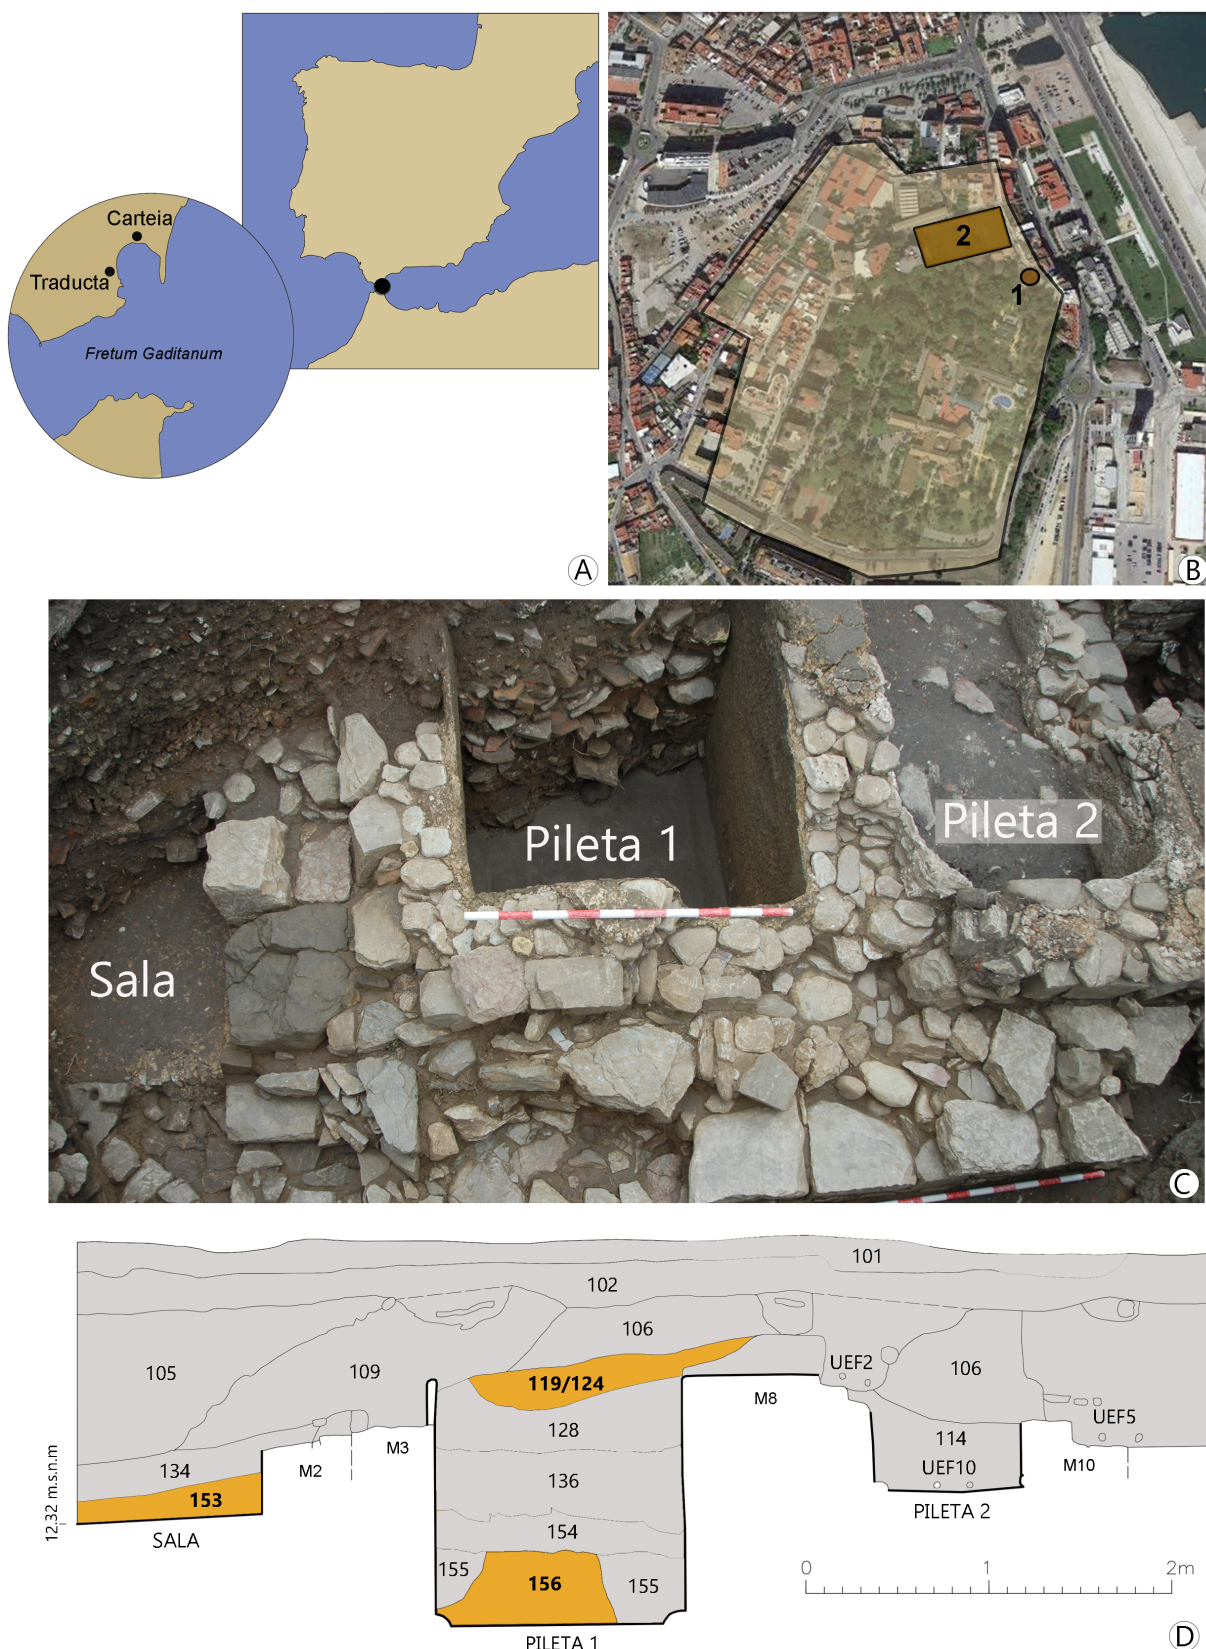 Carteia
Traducta
Fretum Gaditanum
A
2
1
B
Pileta 1
Pileta 2
Sala
C
101
102
106
105
109
119/124
UEF2
106
128
M8
UEF5
M3
114
134
M2
136
UEF10
M10
153
12.32 m.s.n.m
154
PILETA 2
SALA
155
156
155
0 1 2m
PILETA 1
D